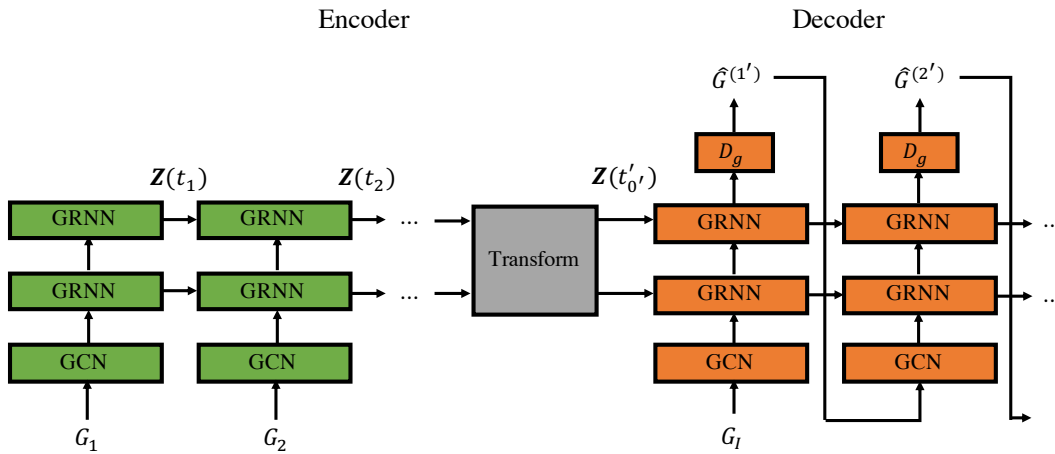 Encoder
Decoder
Ĝ^(1′)
Ĝ^(2′)
D_g
D_g
Z(t_1)
Z(t_2)
Z(t′_0′)
GRNN
GRNN
...
Transform
GRNN
GRNN
..
GRNN
GRNN
...
GRNN
GRNN
..
GCN
GCN
GCN
GCN
G_1
G_2
G_I